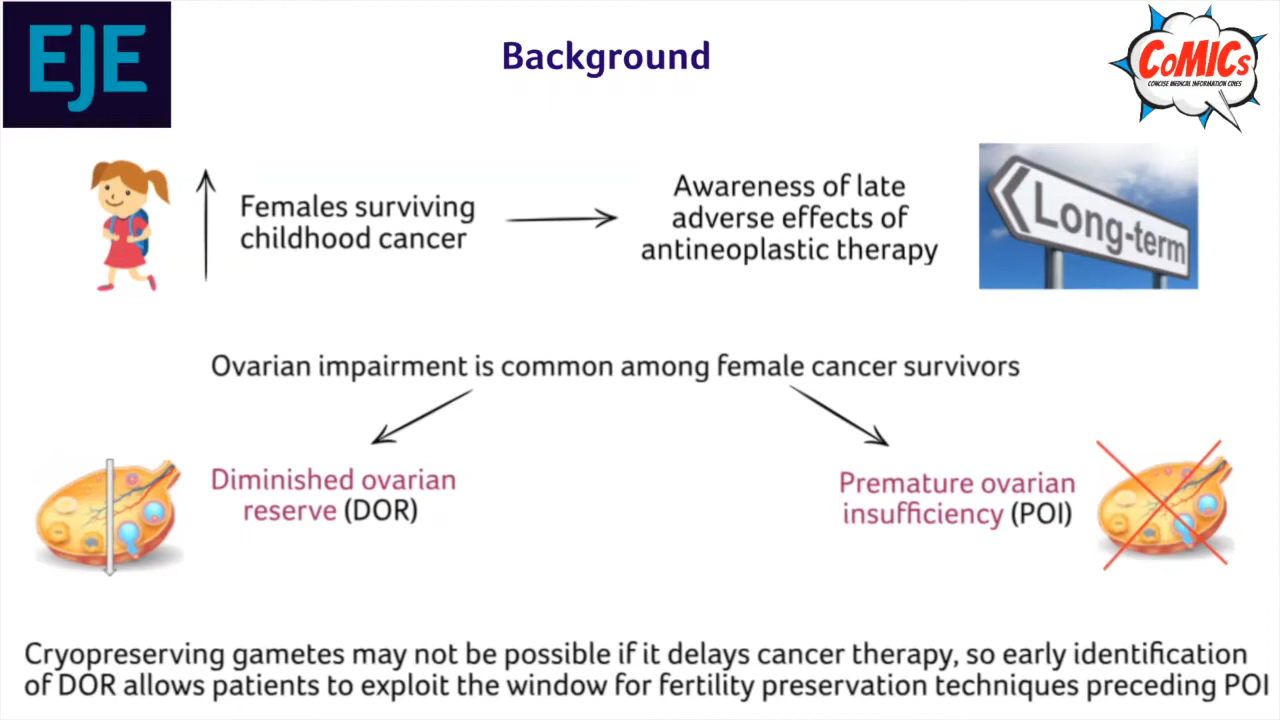 EJE
Background
CoMICs
CONCISE MEDICAL INFORMATION CINES
Females surviving
childhood cancer
Awareness of late
adverse effects of
antineoplastic therapy
Long-term
Ovarian impairment is common among female cancer survivors
Diminished ovarian
reserve (DOR)
Premature ovarian
insufficiency (POI)
Cryopreserving gametes may not be possible if it delays cancer therapy, so early identification
of DOR allows patients to exploit the window for fertility preservation techniques preceding POI